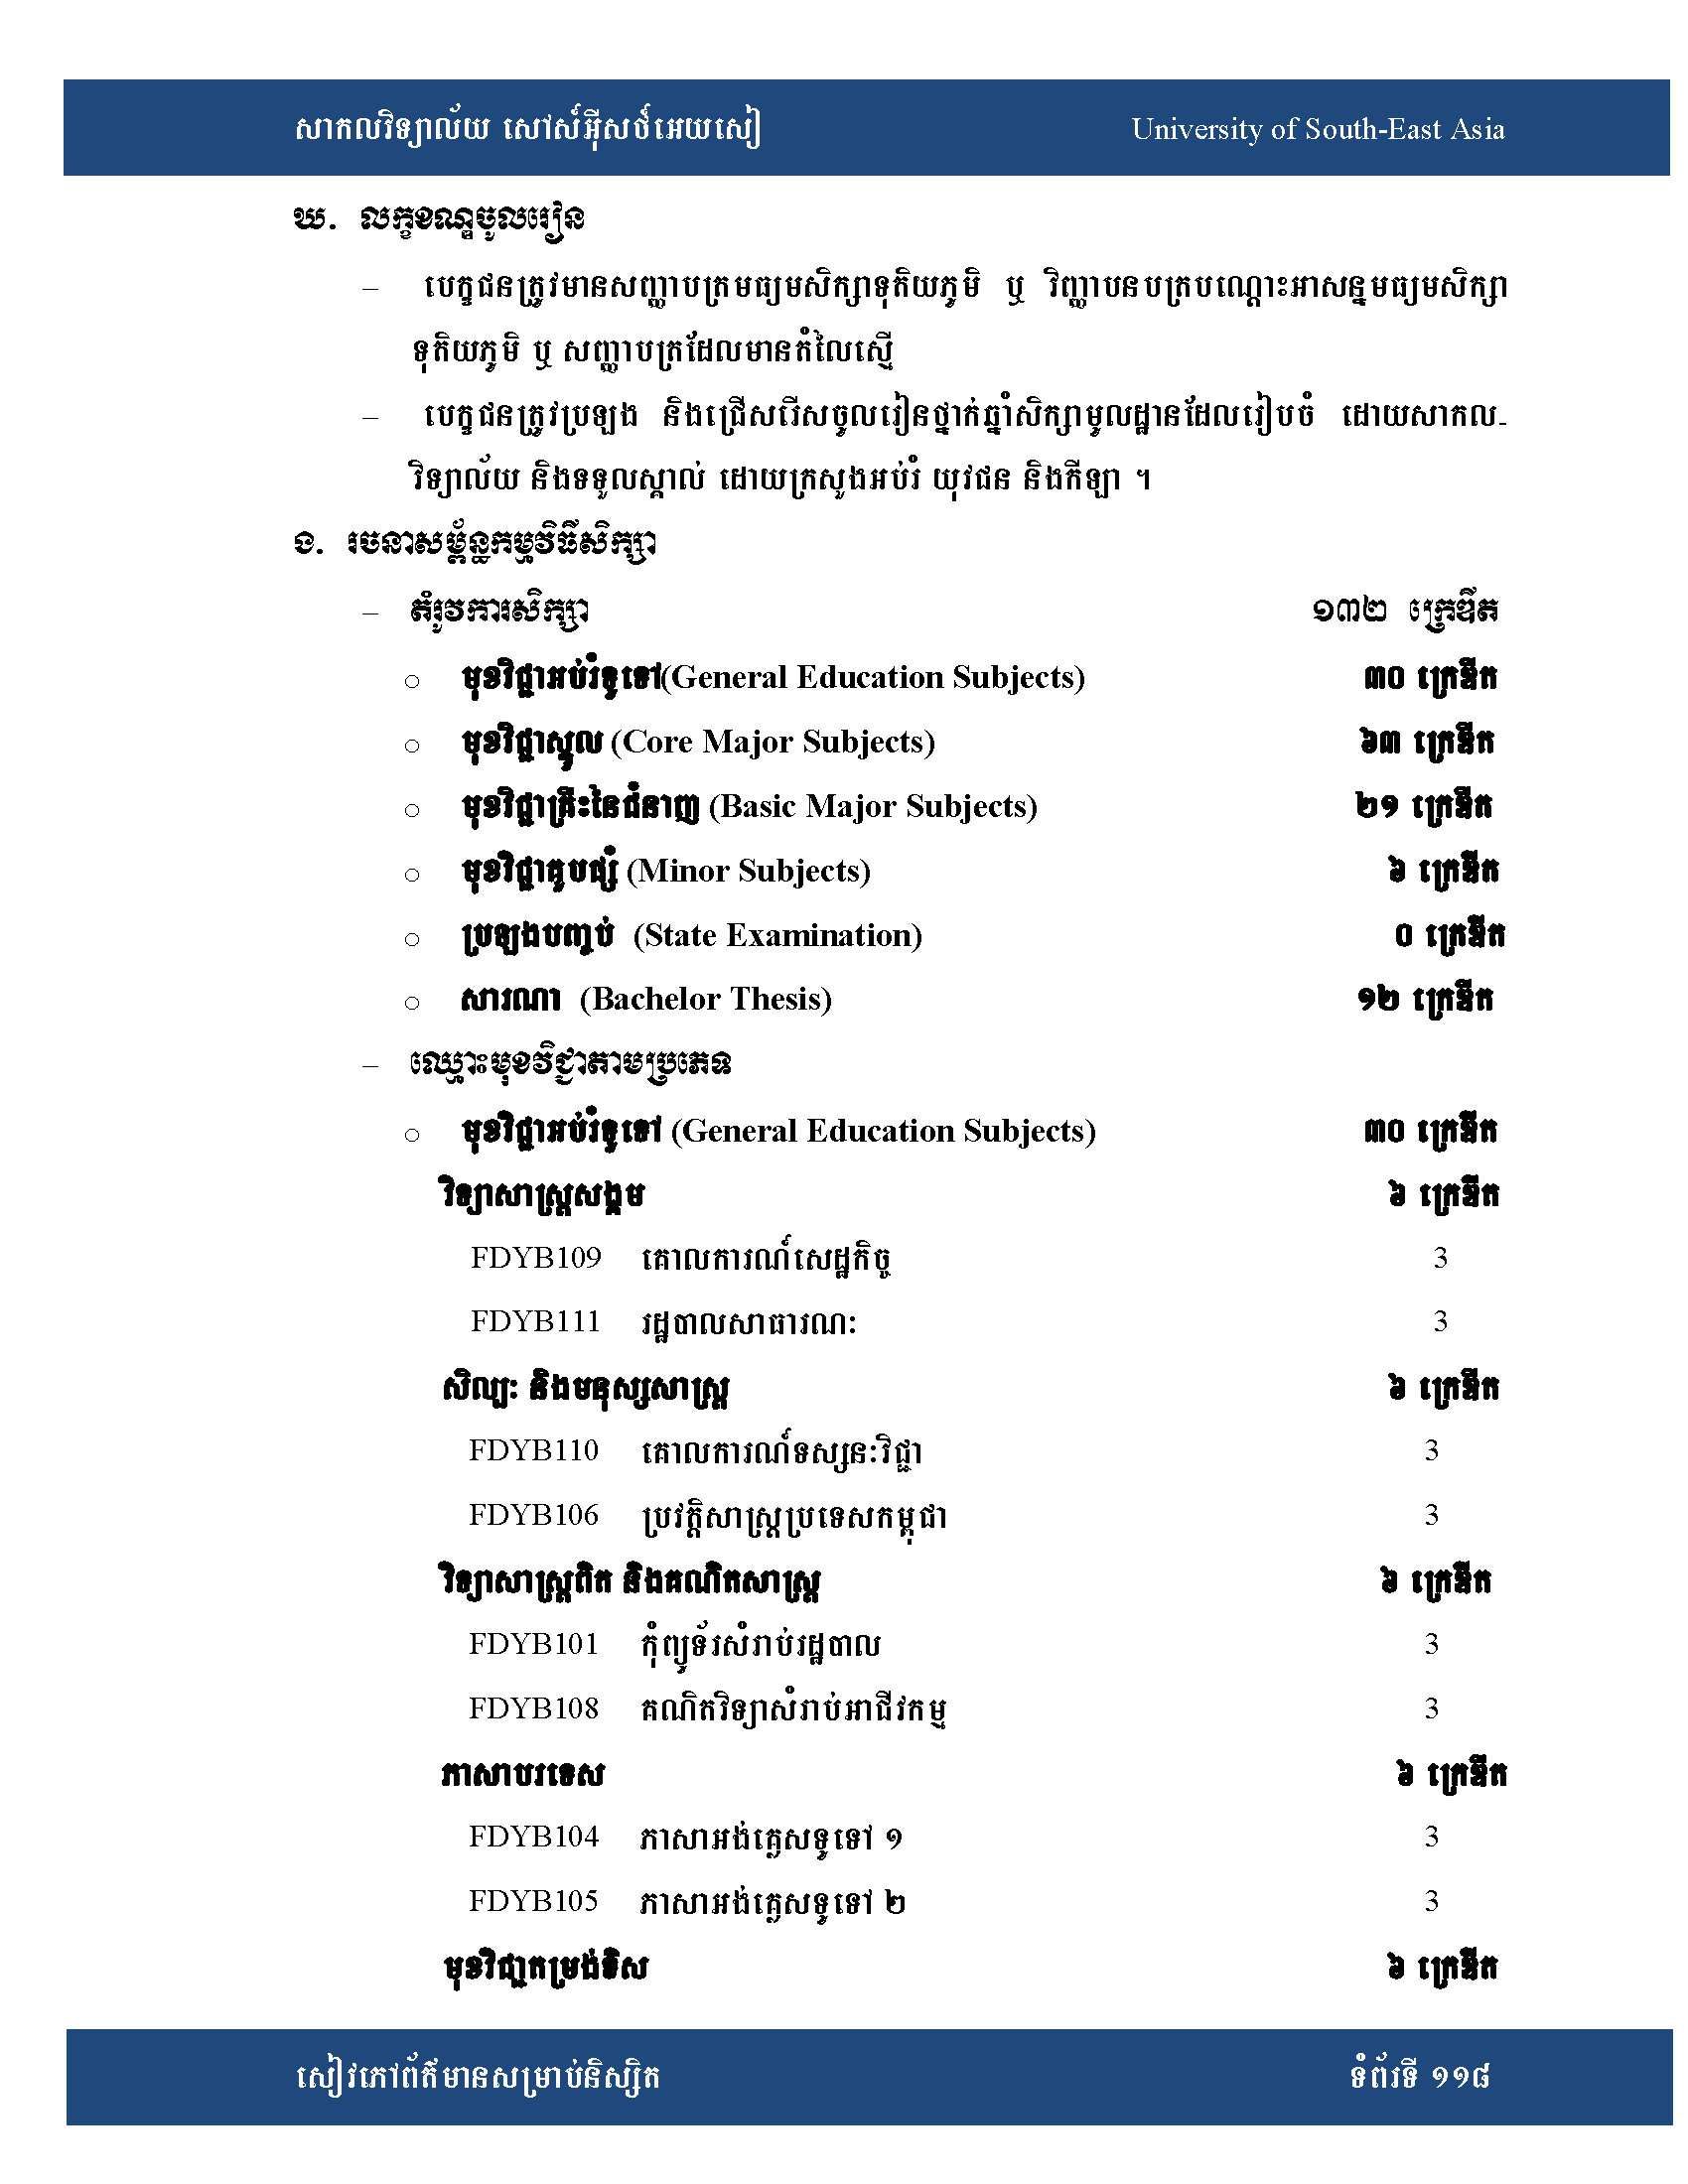 សាកលវិទ្យាល័យ សៅស៍អ៊ីសថ៍អេយសៀ University of South-East Asia
ឃ. លក្ខខណ្ឌចូលរៀន
– បេក្ខជនត្រូវមានសញ្ញាបត្រមធ្យមសិក្សាទុតិយភូមិ ឬ វិញ្ញាបនបត្របណ្តោះអាសន្នមធ្យមសិក្សា
ទុតិយភូមិ ឬ សញ្ញាបត្រដែលមានតំលៃស្មើ
– បេក្ខជនត្រូវប្រឡង និងជ្រើសរើសចូលរៀនថ្នាក់ឆ្នាំសិក្សាមូលដ្ឋានដែលរៀបចំ ដោយសាកល-
វិទ្យាល័យ និងទទួលស្គាល់ ដោយក្រសួងអប់រំ យុវជន និងកីឡា ។
ង. រចនាសម្ព័ន្ធកម្មវិធីសិក្សា
– តំរូវការសិក្សា ១៣២ ក្រេឌីត
○ មុខវិជ្ជាអប់រំទូទៅ(General Education Subjects) ៣០ ក្រេឌីត
○ មុខវិជ្ជាស្នូល (Core Major Subjects) ៦៣ ក្រេឌីត
○ មុខវិជ្ជាគ្រឹះនៃជំនាញ (Basic Major Subjects) ២១ ក្រេឌីត
○ មុខវិជ្ជាគួបផ្សំ (Minor Subjects) ៦ ក្រេឌីត
○ ប្រឡងបញ្ចប់ (State Examination) ០ ក្រេឌីត
○ សារណា (Bachelor Thesis) ១២ ក្រេឌីត
– ឈ្មោះមុខវិជ្ជាតាមប្រភេទ
○ មុខវិជ្ជាអប់រំទូទៅ (General Education Subjects) ៣០ ក្រេឌីត
វិទ្យាសាស្ត្រសង្គម ៦ ក្រេឌីត
FDYB109 គោលការណ៍សេដ្ឋកិច្ច 3
FDYB111 រដ្ឋបាលសាធារណៈ 3
សិល្បៈ និងមនុស្សសាស្ត្រ ៦ ក្រេឌីត
FDYB110 គោលការណ៍ទស្សនៈវិជ្ជា 3
FDYB106 ប្រវត្តិសាស្ត្រប្រទេសកម្ពុជា 3
វិទ្យាសាស្ត្រពិត និងគណិតសាស្ត្រ ៦ ក្រេឌីត
FDYB101 កុំព្យូទ័រសំរាប់រដ្ឋបាល 3
FDYB108 គណិតវិទ្យាសំរាប់អាជីវកម្ម 3
ភាសាបរទេស ៦ ក្រេឌីត
FDYB104 ភាសាអង់គ្លេសទូទៅ ១ 3
FDYB105 ភាសាអង់គ្លេសទូទៅ ២ 3
មុខវិជ្ជាតម្រង់ទិស ៦ ក្រេឌីត
សៀវភៅព័ត៌មានសម្រាប់និស្សិត ទំព័រទី ១១៨